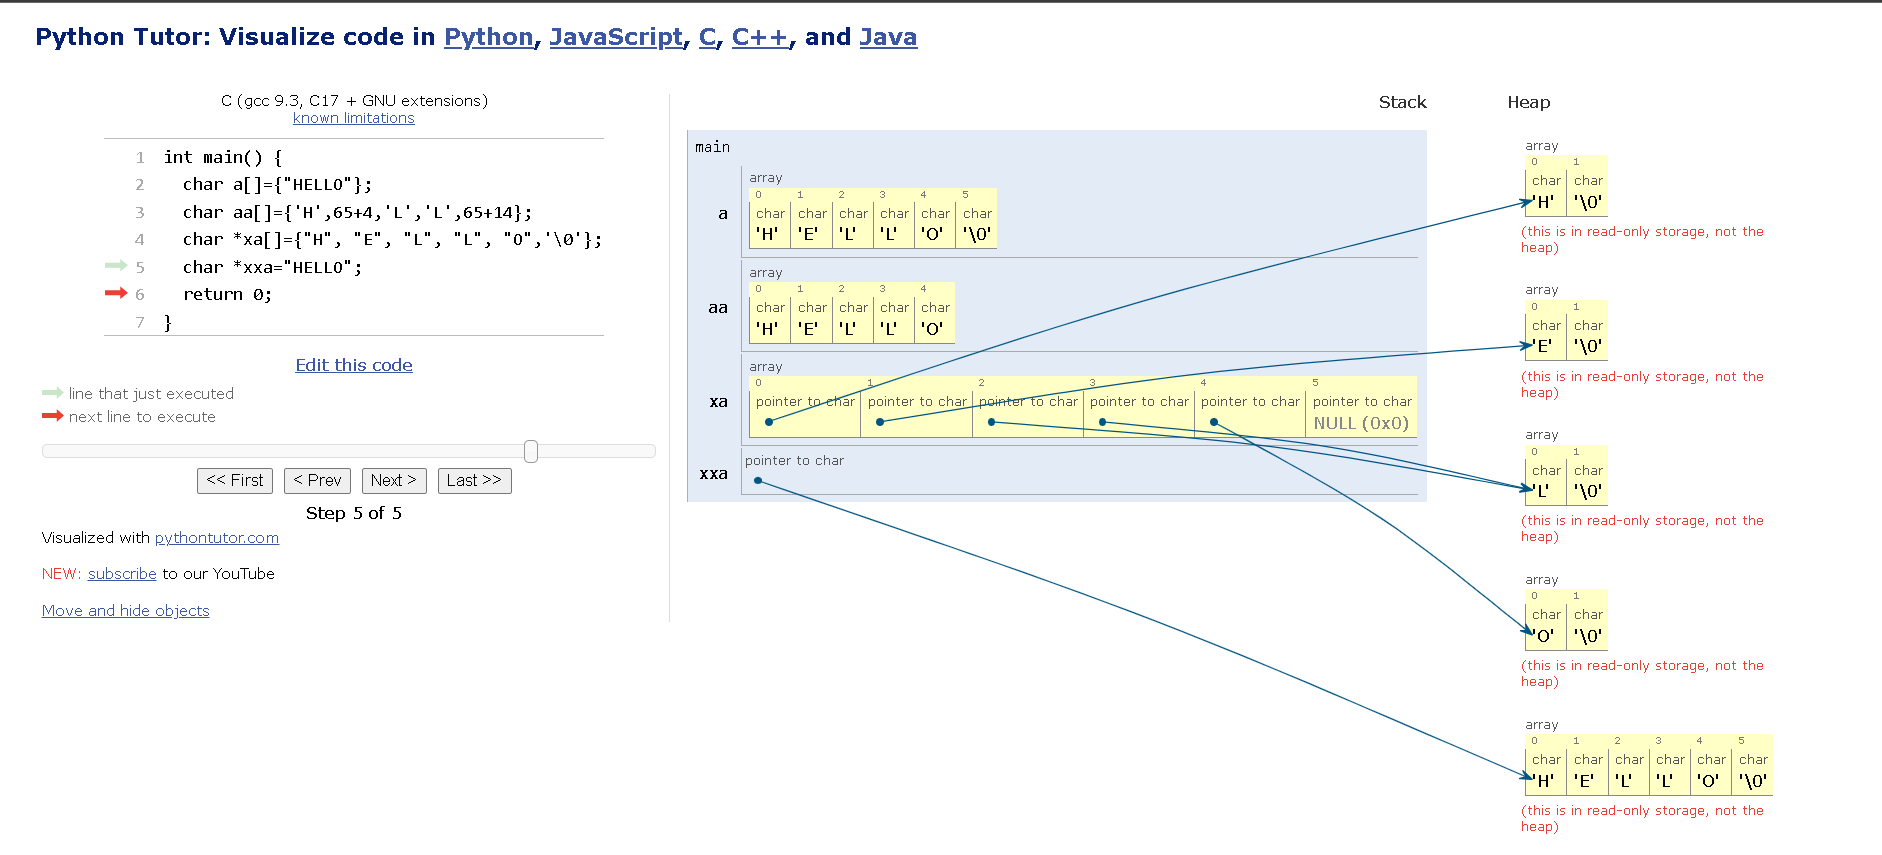 Python Tutor: Visualize code in Python, JavaScript, C, C++, and Java
C (gcc 9.3, C17 + GNU extensions)
known limitations
1 int main() {
2 char a[]={"HELLO"};
3 char aa[]={'H',65+4,'L','L',65+14};
4 char *xa[]={"H", "E", "L", "L", "O",'\0'};
5 char *xxa="HELLO";
6 return 0;
7 }
Edit this code
line that just executed
next line to execute
<< First < Prev Next > Last >>
Step 5 of 5
Visualized with pythontutor.com
NEW: subscribe to our YouTube
Move and hide objects
Stack Heap
main
array
0 1 2 3 4 5
a char char char char char char
'H' 'E' 'L' 'L' 'O' '\0'
array
0 1 2 3 4
aa char char char char char
'H' 'E' 'L' 'L' 'O'
array
0 1 2 3 4 5
xa pointer to char pointer to char pointer to char pointer to char pointer to char pointer to char
NULL (0x0)
xxa pointer to char
array
0 1
char char
'H' '\0'
(this is in read-only storage, not the
heap)
array
0 1
char char
'E' '\0'
(this is in read-only storage, not the
heap)
array
0 1
char char
'L' '\0'
(this is in read-only storage, not the
heap)
array
0 1
char char
'O' '\0'
(this is in read-only storage, not the
heap)
array
0 1 2 3 4 5
char char char char char char
'H' 'E' 'L' 'L' 'O' '\0'
(this is in read-only storage, not the
heap)